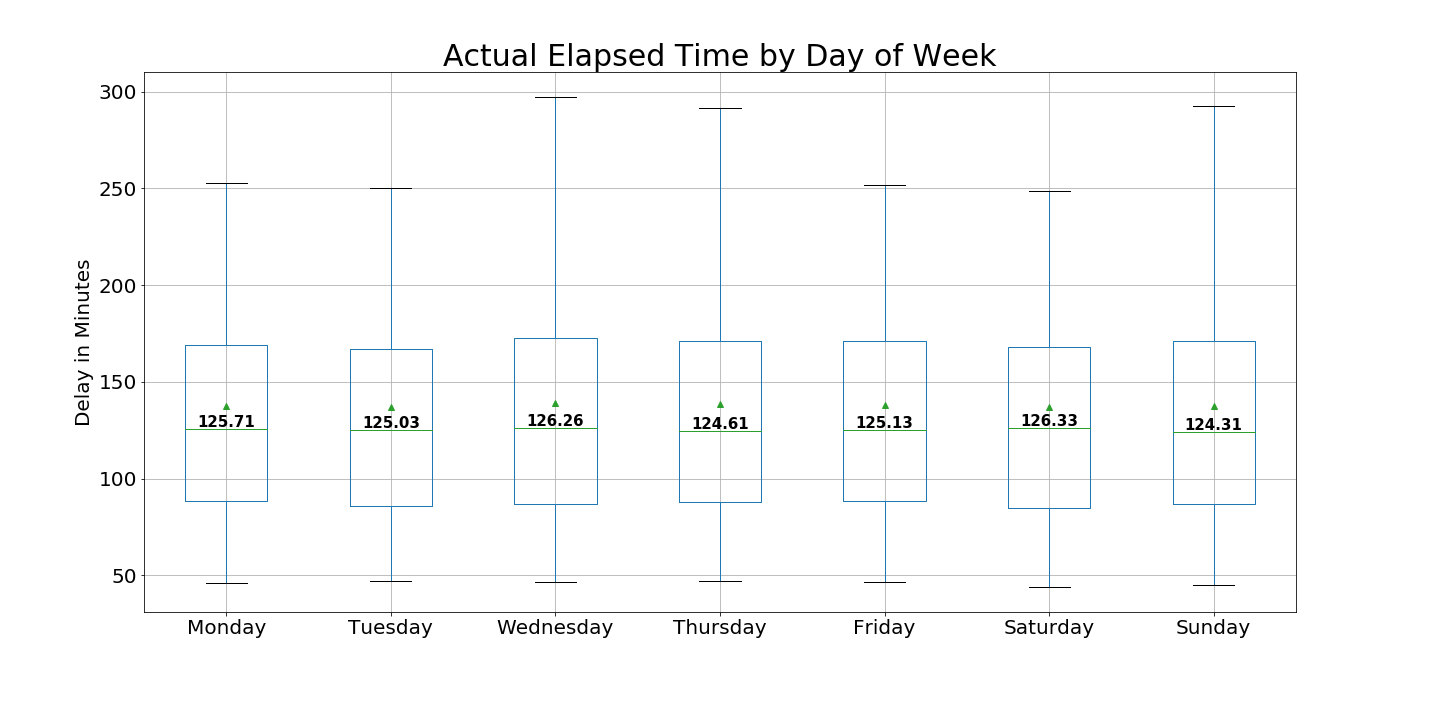 Actual Elapsed Time by Day of Week
Delay in Minutes
300
250
200
150
100
50
125.71
125.03
126.26
124.61
125.13
126.33
124.31
Monday
Tuesday
Wednesday
Thursday
Friday
Saturday
Sunday